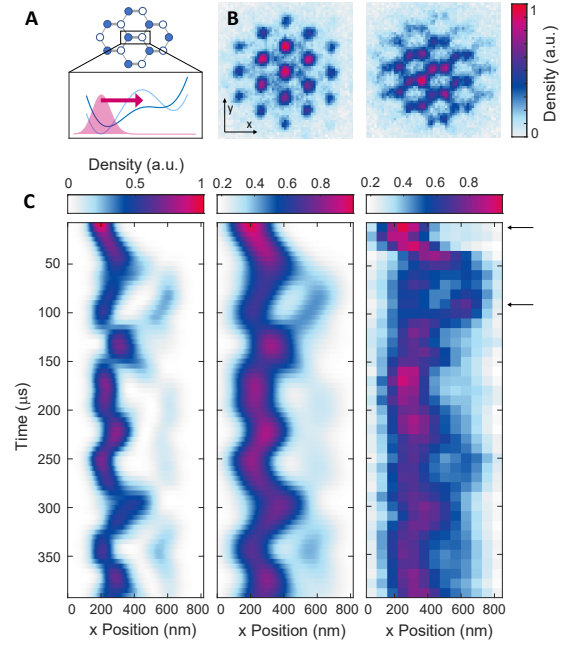 A
B
y
x
1
0.5
0
Density (a.u.)
Density (a.u.)
0 0.5 1
0.2 0.4 0.6 0.8
0.2 0.4 0.6 0.8
C
50
100
150
200
250
300
350
Time (μs)
0 200 400 600 800
0 200 400 600 800
0 200 400 600 800
x Position (nm)
x Position (nm)
x Position (nm)